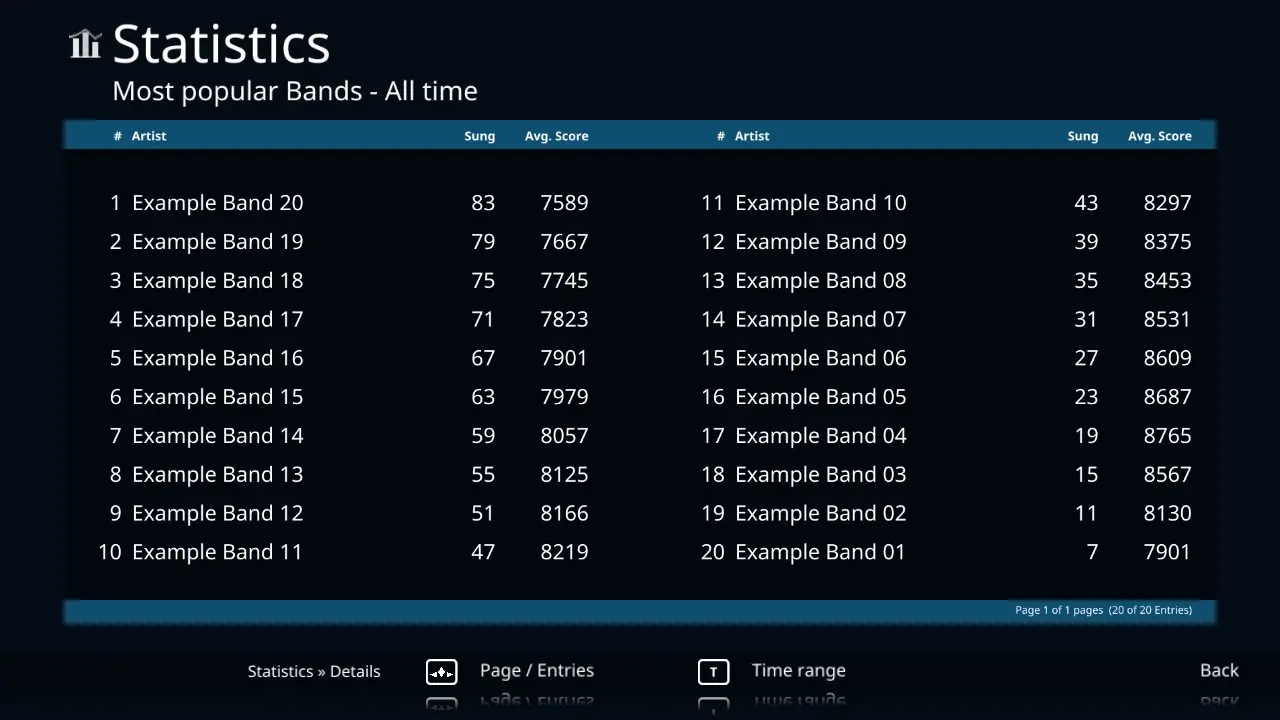 Statistics
Most popular Bands - All time
# Artist Sung Avg. Score # Artist Sung Avg. Score
1 Example Band 20 83 7589 11 Example Band 10 43 8297
2 Example Band 19 79 7667 12 Example Band 09 39 8375
3 Example Band 18 75 7745 13 Example Band 08 35 8453
4 Example Band 17 71 7823 14 Example Band 07 31 8531
5 Example Band 16 67 7901 15 Example Band 06 27 8609
6 Example Band 15 63 7979 16 Example Band 05 23 8687
7 Example Band 14 59 8057 17 Example Band 04 19 8765
8 Example Band 13 55 8125 18 Example Band 03 15 8567
9 Example Band 12 51 8166 19 Example Band 02 11 8130
10 Example Band 11 47 8219 20 Example Band 01 7 7901
Page 1 of 1 pages (20 of 20 Entries)
Statistics » Details Page / Entries T Time range Back